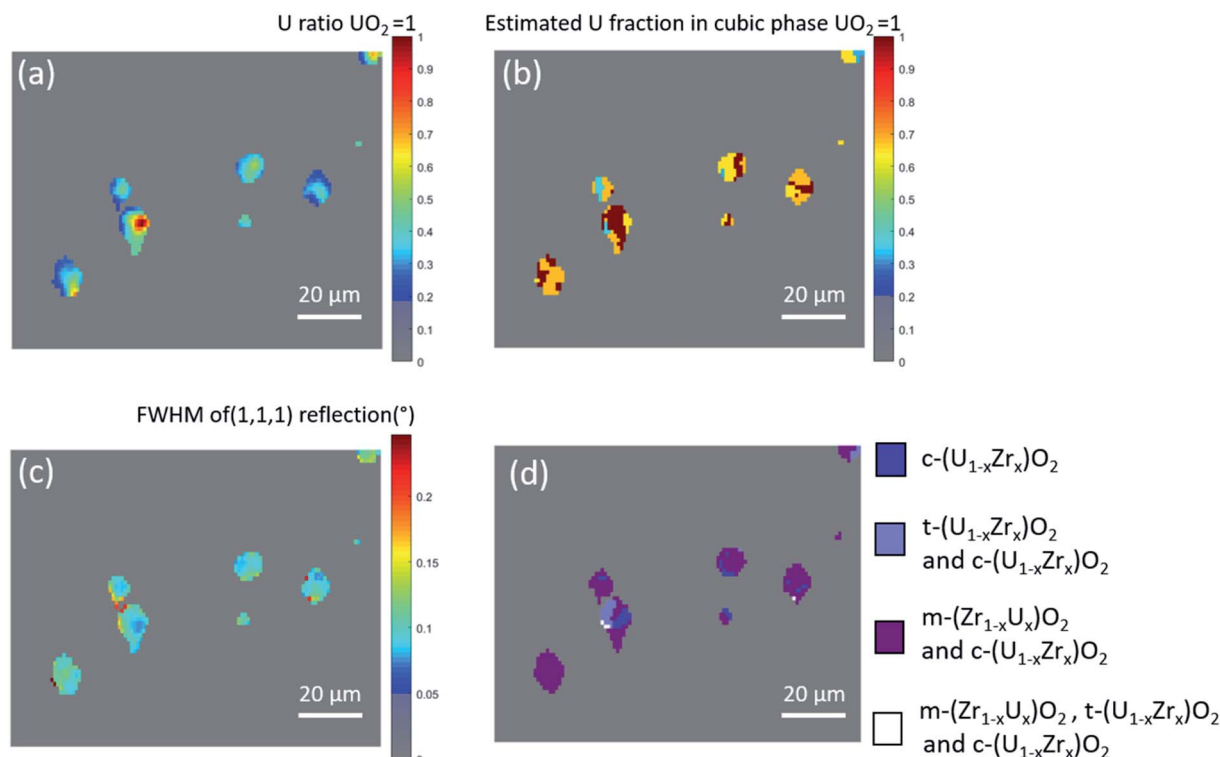 U ratio UO₂=1
(a)
1
0.9
0.8
0.7
0.6
0.5
0.4
0.3
0.2
0.1
0
20 µm
Estimated U fraction in cubic phase UO₂=1
(b)
1
0.9
0.8
0.7
0.6
0.5
0.4
0.3
0.2
0.1
0
20 µm
FWHM of(1,1,1) reflection(°)
(c)
0.2
0.15
0.1
0.05
20 µm
(d)
20 µm
c-(U₁₋ₓZrₓ)O₂
t-(U₁₋ₓZrₓ)O₂
and c-(U₁₋ₓZrₓ)O₂
m-(Zr₁₋ₓUₓ)O₂
and c-(U₁₋ₓZrₓ)O₂
m-(Zr₁₋ₓUₓ)O₂ , t-(U₁₋ₓZrₓ)O₂
and c-(U₁₋ₓZrₓ)O₂